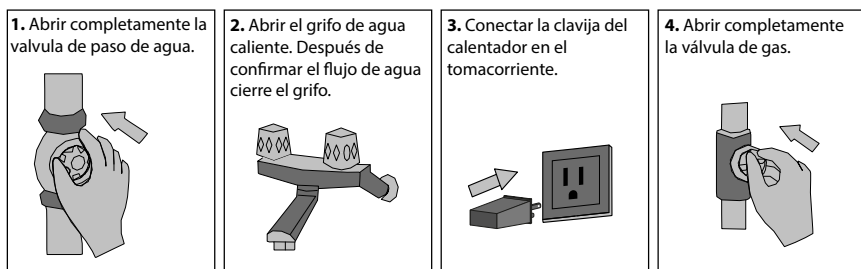 1. Abrir completamente la
valvula de paso de agua.
2. Abrir el grifo de agua
caliente. Después de
confirmar el flujo de agua
cierre el grifo.
3. Conectar la clavija del
calentador en el
tomacorriente.
4. Abrir completamente
la válvula de gas.